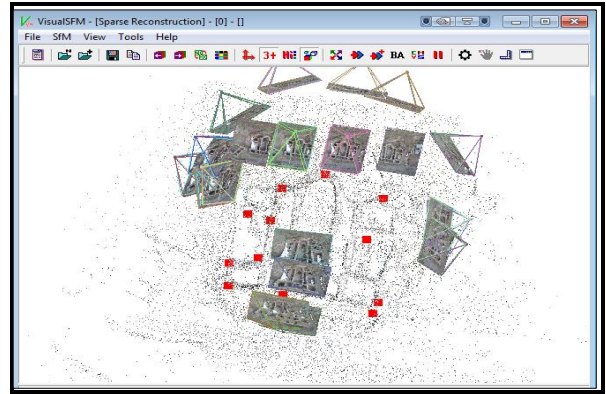 VisualSFM - [Sparse Reconstruction] - [0] - []
File SfM View Tools Help
3+ BA